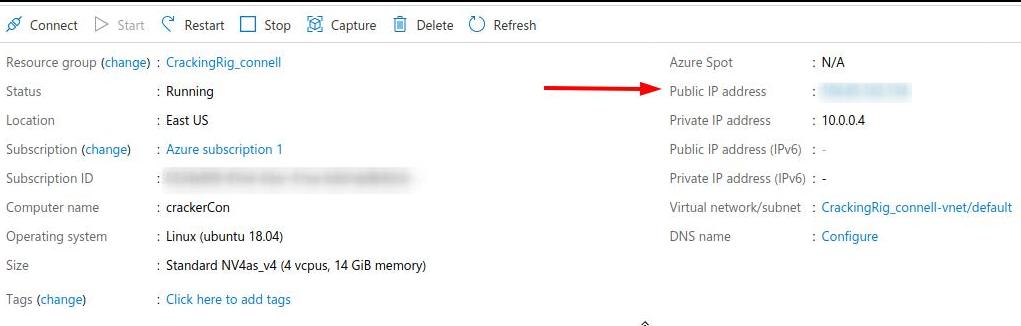 Connect Start Restart Stop Capture Delete Refresh
Resource group (change) : CrackingRig_connell
Status : Running
Location : East US
Subscription (change) : Azure subscription 1
Subscription ID :
Computer name : crackerCon
Operating system : Linux (ubuntu 18.04)
Size : Standard NV4as_v4 (4 vcpus, 14 GiB memory)
Tags (change) : Click here to add tags
Azure Spot : N/A
Public IP address :
Private IP address : 10.0.0.4
Public IP address (IPv6) : -
Private IP address (IPv6) : -
Virtual network/subnet : CrackingRig_connell-vnet/default
DNS name : Configure